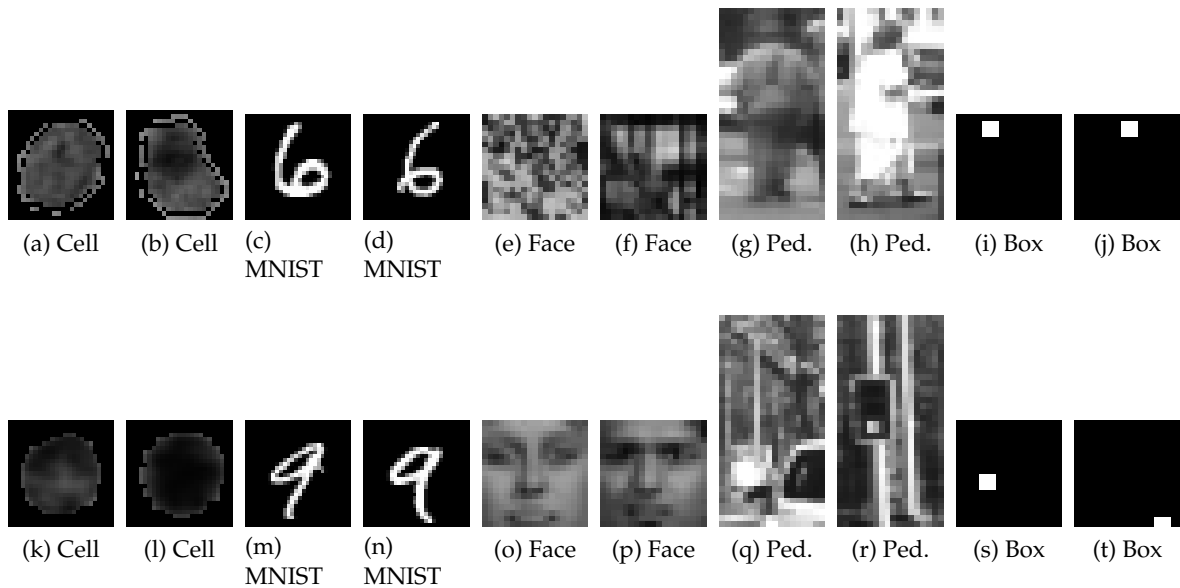 (a) Cell
(b) Cell
(c)
MNIST
(d)
MNIST
(e) Face
(f) Face
(g) Ped.
(h) Ped.
(i) Box
(j) Box
(k) Cell
(l) Cell
(m)
MNIST
(n)
MNIST
(o) Face
(p) Face
(q) Ped.
(r) Ped.
(s) Box
(t) Box